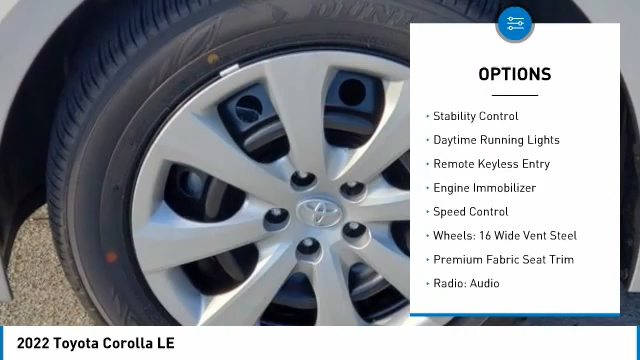 DUNL
OPTIONS
Stability Control
Daytime Running Lights
Remote Keyless Entry
Engine Immobilizer
Speed Control
Wheels: 16 Wide Vent Steel
Premium Fabric Seat Trim
Radio: Audio
2022 Toyota Corolla LE